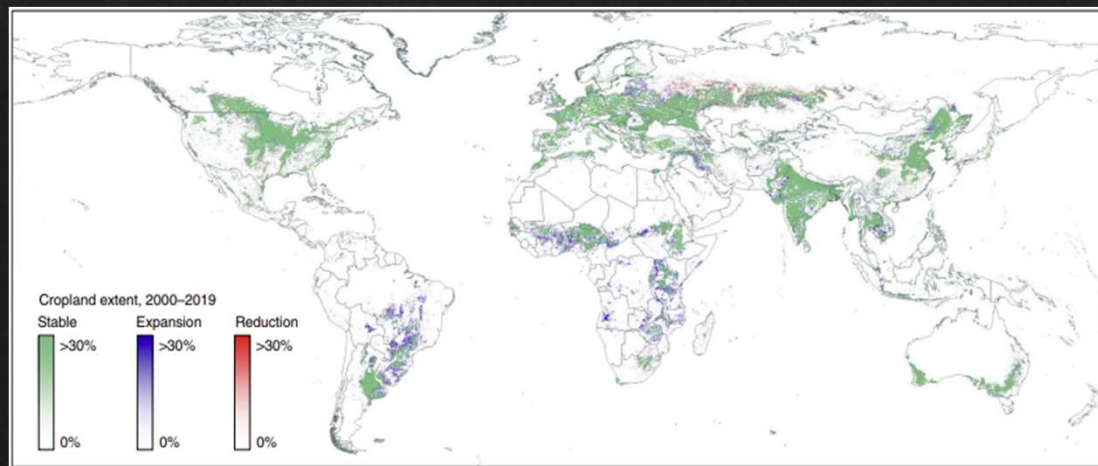 Cropland extent, 2000–2019
Stable Expansion Reduction
>30% >30% >30%
0% 0% 0%